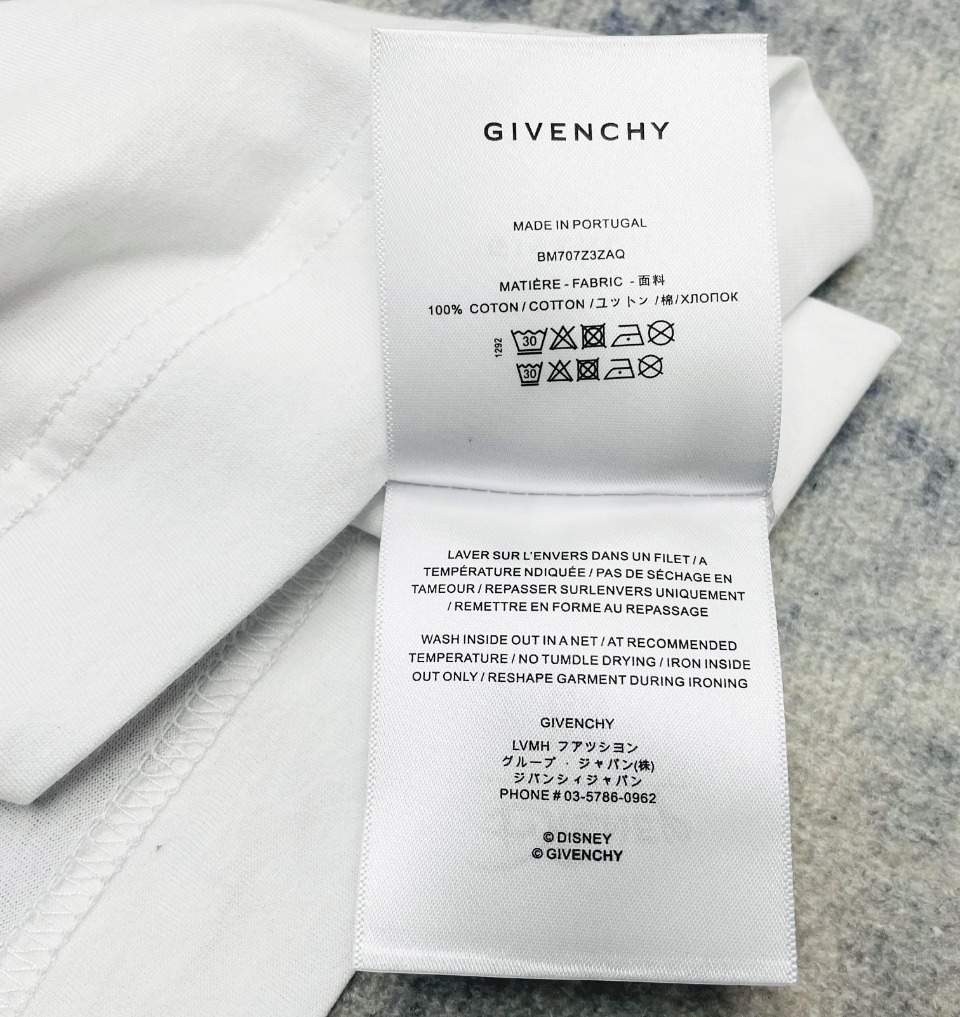 GIVENCHY
MADE IN PORTUGAL
BM707Z3ZAQ
MATIÈRE - FABRIC - 面料
100% COTON / COTTON / ユットン / 棉 / ХЛОПОК
1292
30
30
LAVER SUR L'ENVERS DANS UN FILET / A
TEMPÉRATURE NDIQUÉE / PAS DE SÉCHAGE EN
TAMEOUR / REPASSER SURLENVERS UNIQUEMENT
/ REMETTRE EN FORME AU REPASSAGE
WASH INSIDE OUT IN A NET / AT RECOMMENDED
TEMPERATURE / NO TUMDLE DRYING / IRON INSIDE
OUT ONLY / RESHAPE GARMENT DURING IRONING
GIVENCHY
LVMH フアツシヨン
グループ · ジャパン(株)
ジバンシィジャパン
PHONE # 03-5786-0962
© DISNEY
© GIVENCHY